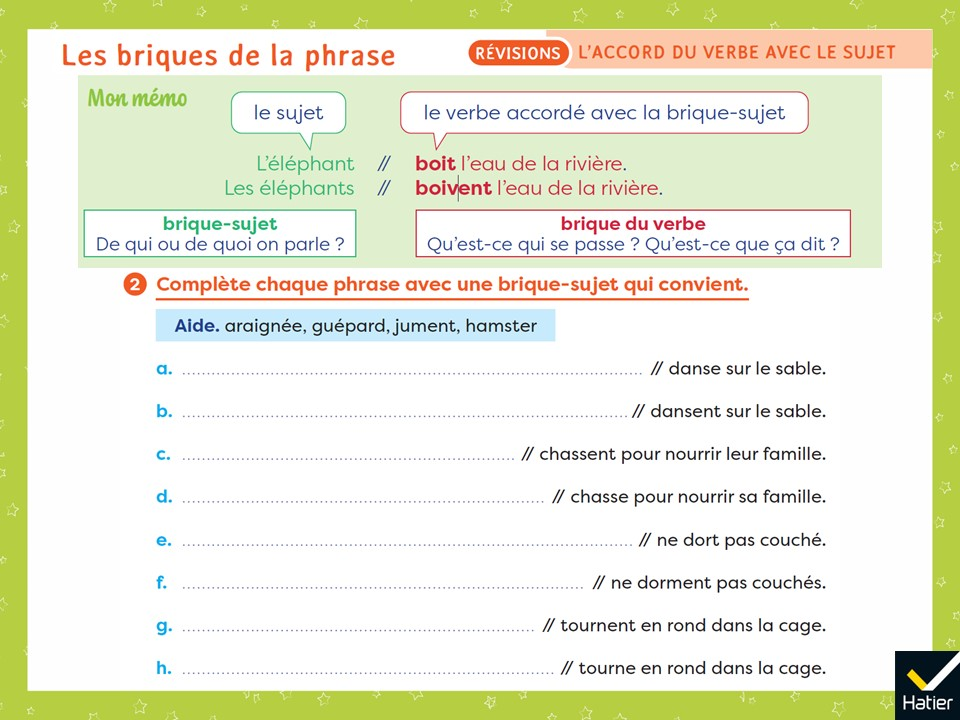 Les briques de la phrase
RÉVISIONS L'ACCORD DU VERBE AVEC LE SUJET
Mon mémo
le sujet
le verbe accordé avec la brique-sujet
L'éléphant // boit l'eau de la rivière.
Les éléphants // boivent l'eau de la rivière.
brique-sujet
De qui ou de quoi on parle ?
brique du verbe
Qu'est-ce qui se passe ? Qu'est-ce que ça dit ?
2 Complète chaque phrase avec une brique-sujet qui convient.
Aide. araignée, guépard, jument, hamster
a. .................................................. // danse sur le sable.
b. .................................................. // dansent sur le sable.
c. .................................................. // chassent pour nourrir leur famille.
d. .................................................. // chasse pour nourrir sa famille.
e. .................................................. // ne dort pas couché.
f. .................................................. // ne dorment pas couchés.
g. .................................................. // tournent en rond dans la cage.
h. .................................................. // tourne en rond dans la cage.
Hatier